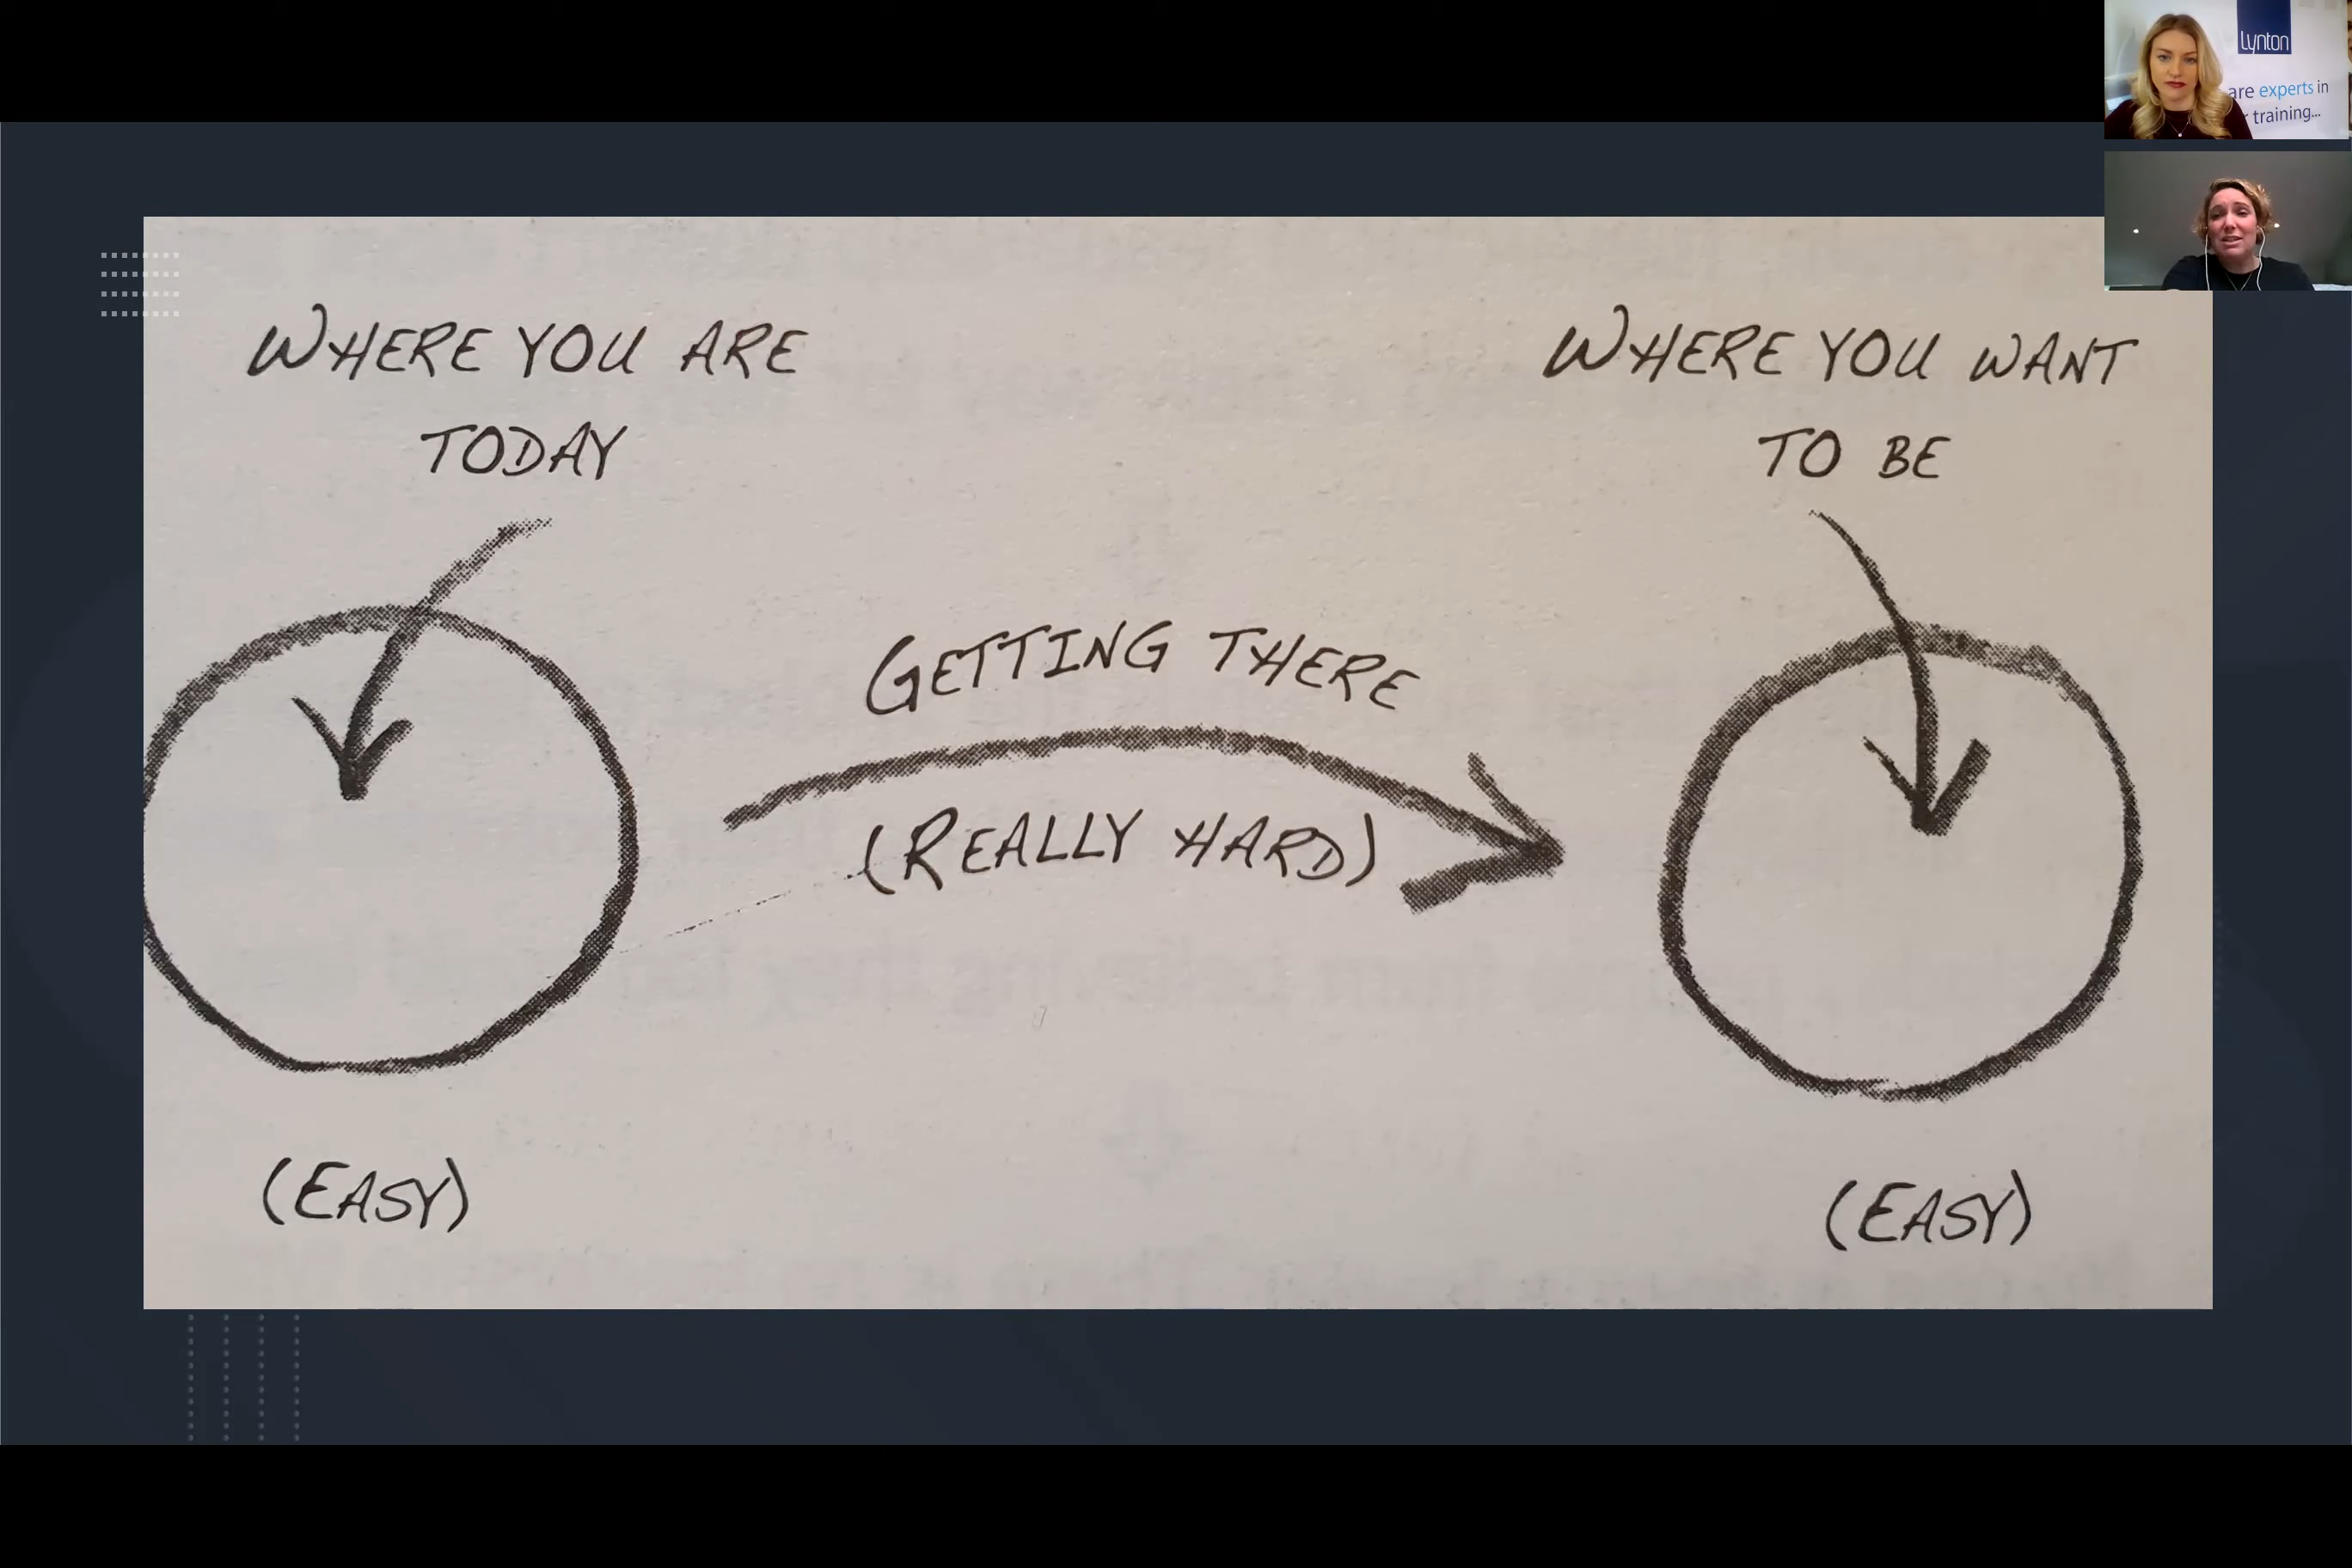 Lynton
are experts in
training...
WHERE YOU ARE
TODAY
WHERE YOU WANT
TO BE
GETTING THERE
(REALLY HARD)
(EASY)
(EASY)